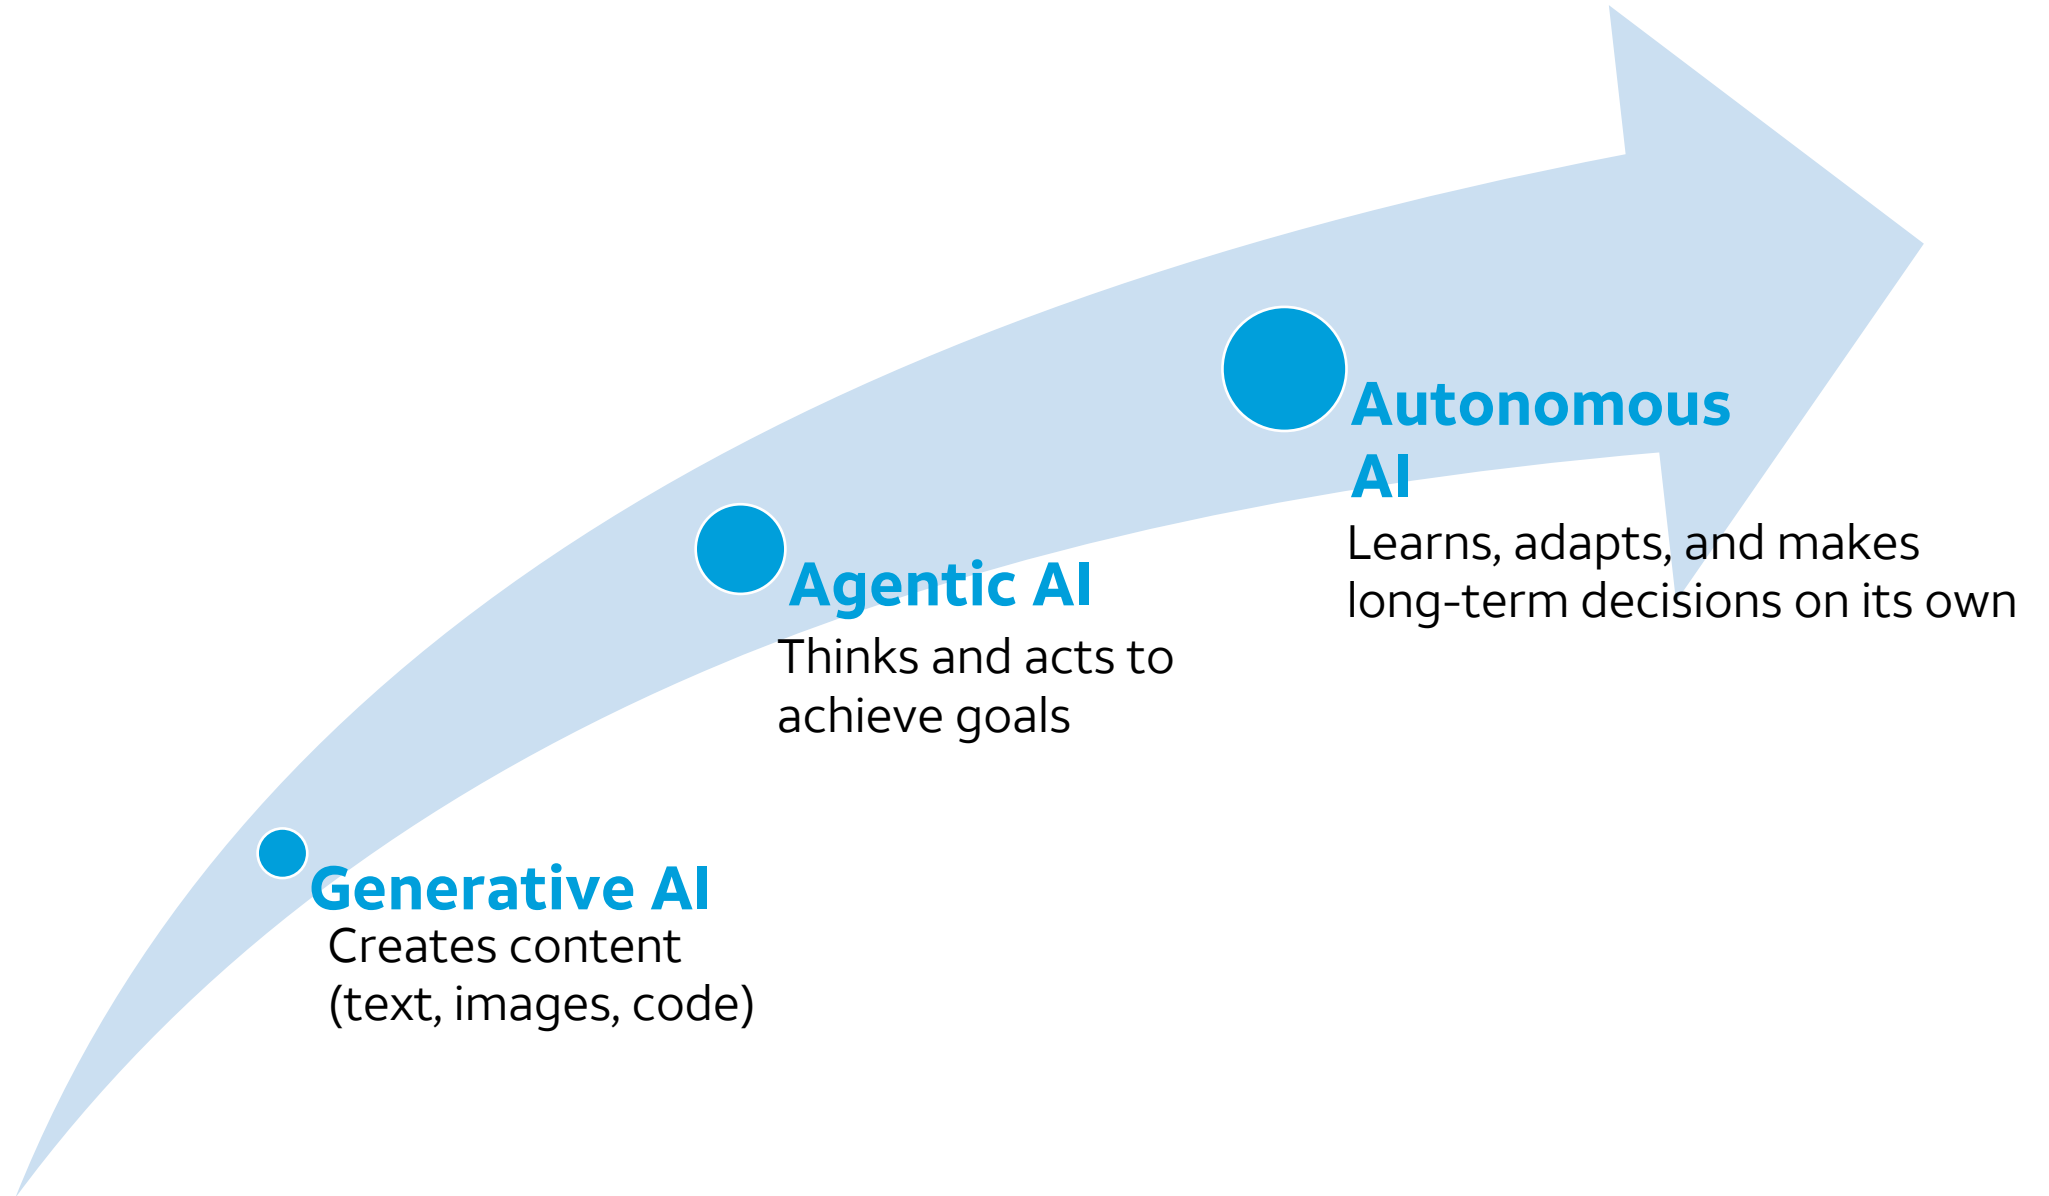 Autonomous
AI
Learns, adapts, and makes
long-term decisions on its own
Agentic AI
Thinks and acts to
achieve goals
Generative AI
Creates content
(text, images, code)